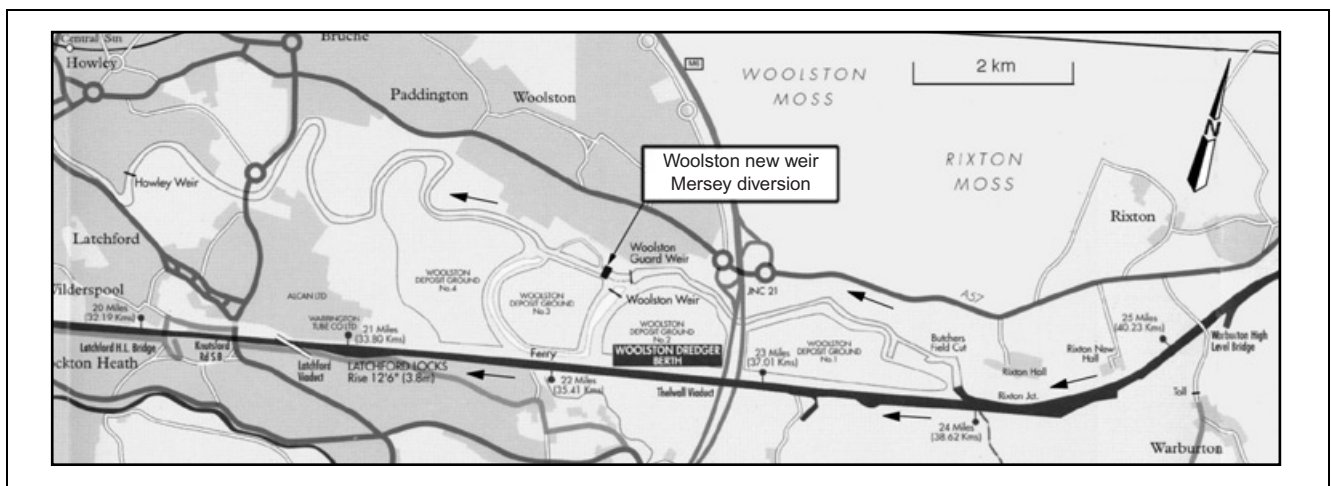 Central Stn
Bruche
Howley
M6
WOOLSTON
MOSS
2 km
Paddington
Woolston
N
Woolston new weir
Mersey diversion
RIXTON
MOSS
Howley Weir
Rixton
Latchford
Woolston
Guard Weir
WOOLSTON
DEPOSIT GROUND
No.4
WOOLSTON
DEPOSIT GROUND
No.3
Woolston Weir
JNC 21
A57
ALCAN LTD
Wilderspool
20 Miles
(32.19 Kms)
WARRINGTON
TUBE CO LTD
21 Miles
(33.80 Kms)
WOOLSTON
DEPOSIT GROUND
No.2
WOOLSTON DREDGER
BERTH
WOOLSTON
DEPOSIT GROUND
No.1
Butchers
Field Cut
25 Miles
(40.23 Kms)
Warburton High
Level Bridge
Rixton New
Hall
Rixton Hall
Latchford H.L. Bridge
Knutsford
Rd S.B
Latchford
Viaduct
LATCHFORD LOCKS
Rise 12'6" (3.8m)
Ferry
22 Miles
(35.41 Kms)
Thelwall Viaduct
23 Miles
(37.01 Kms)
Rixton Jct.
Toll
ockton Heath
24 Miles
(38.62 Kms)
Warburton